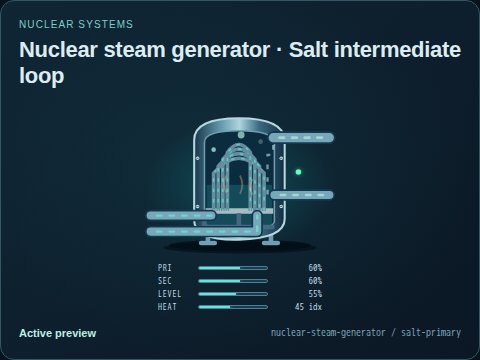 NUCLEAR SYSTEMS
Nuclear steam generator · Salt intermediate
loop
PRI 60%
SEC 60%
LEVEL 55%
HEAT 45 idx
Active preview
nuclear-steam-generator / salt-primary